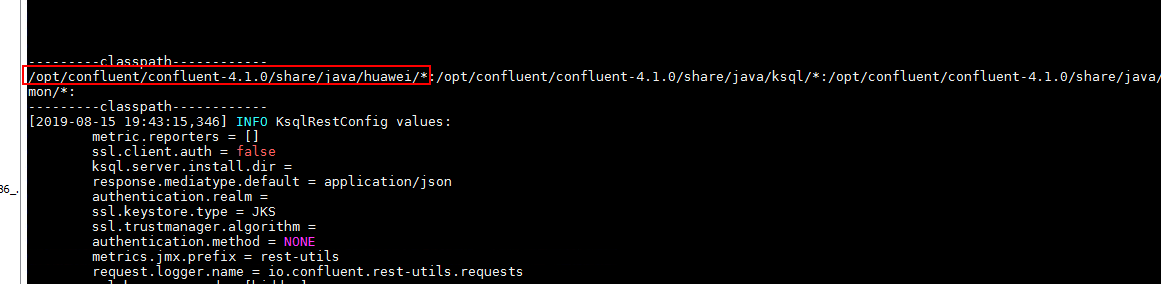 ---------classpath------------
/opt/confluent/confluent-4.1.0/share/java/huawei/*:/opt/confluent/confluent-4.1.0/share/java/ksql/*:/opt/confluent/confluent-4.1.0/share/java/
mon/*:
---------classpath------------
[2019-08-15 19:43:15,346] INFO KsqlRestConfig values:
metric.reporters = []
ssl.client.auth = false
ksql.server.install.dir =
response.mediatype.default = application/json
86_.
authentication.realm =
ssl.keystore.type = JKS
ssl.trustmanager.algorithm =
authentication.method = NONE
metrics.jmx.prefix = rest-utils
request.logger.name = io.confluent.rest-utils.requests